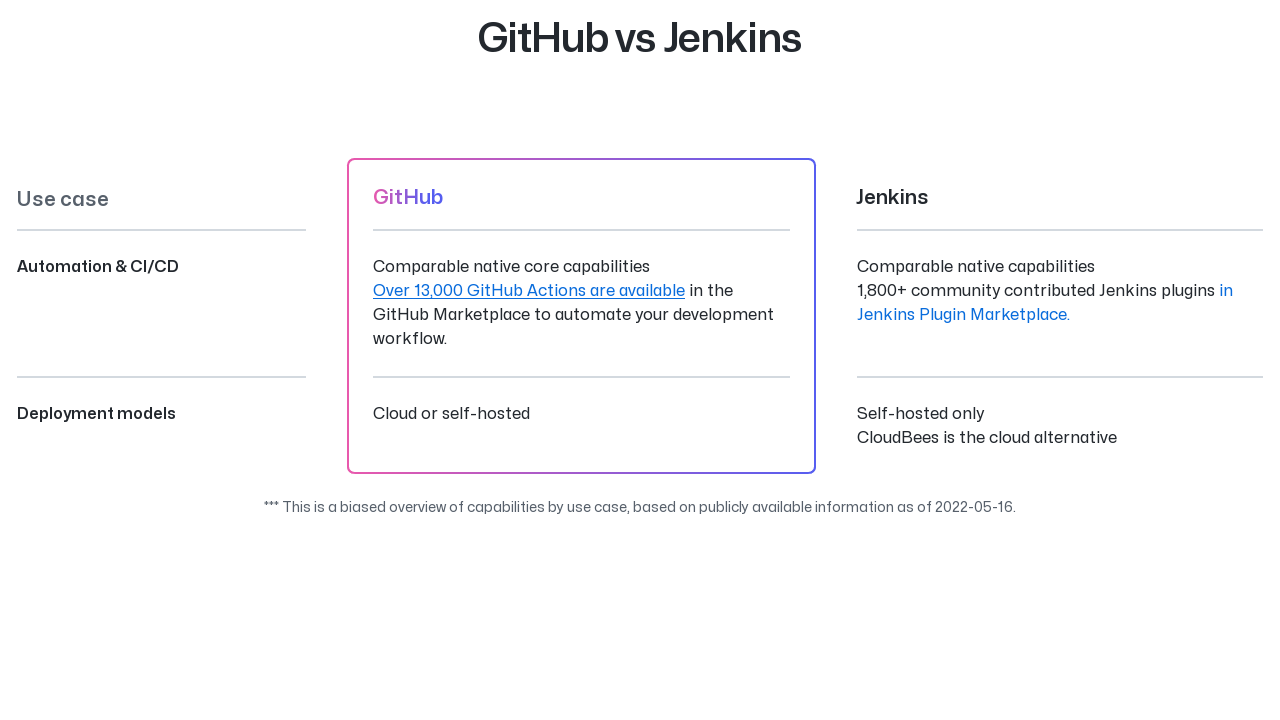 GitHub vs Jenkins
Use case
GitHub
Jenkins
Automation & CI/CD
Comparable native core capabilities
Over 13,000 GitHub Actions are available in the
GitHub Marketplace to automate your development
workflow.
Comparable native capabilities
1,800+ community contributed Jenkins plugins in
Jenkins Plugin Marketplace.
Deployment models
Cloud or self-hosted
Self-hosted only
CloudBees is the cloud alternative
*** This is a biased overview of capabilities by use case, based on publicly available information as of 2022-05-16.